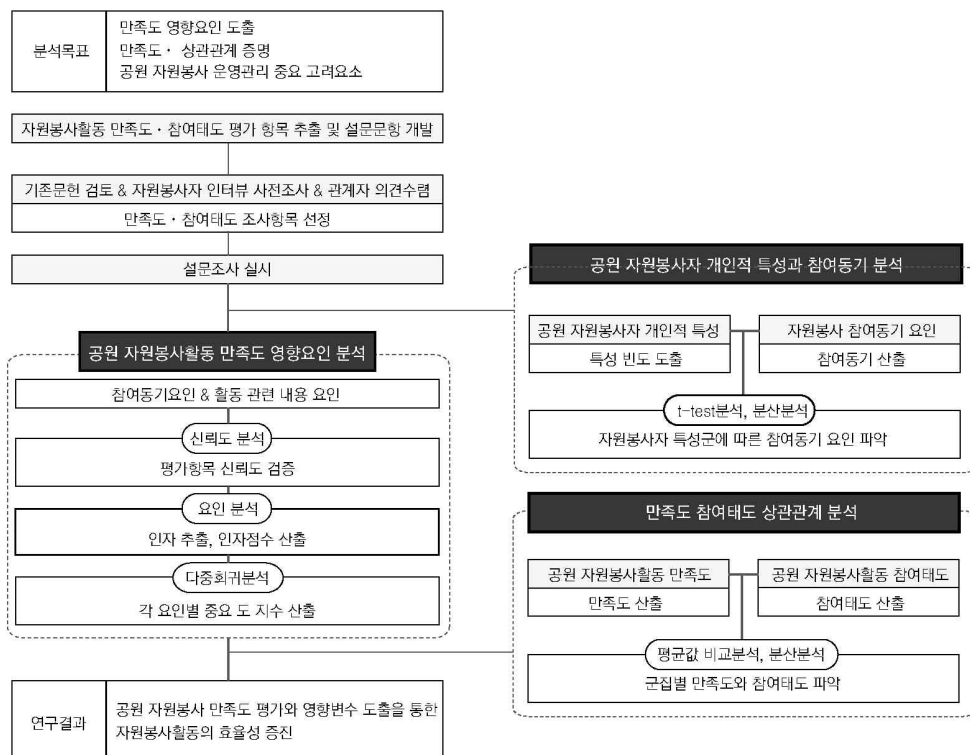 분석목표
만족도 영향요인 도출
만족도 · 상관관계 증명
공원 자원봉사 운영관리 중요 고려요소
자원봉사활동 만족도 · 참여태도 평가 항목 추출 및 설문문항 개발
기존문헌 검토 & 자원봉사자 인터뷰 사전조사 & 관계자 의견수렴
만족도 · 참여태도 조사항목 선정
설문조사 실시
공원 자원봉사활동 만족도 영향요인 분석
참여동기요인 & 활동 관련 내용 요인
신뢰도 분석
평가항목 신뢰도 검증
요인 분석
인자 추출, 인자점수 산출
다중회귀분석
각 요인별 중요 도 지수 산출
연구결과
공원 자원봉사 만족도 평가와 영향변수 도출을 통한
자원봉사활동의 효율성 증진
공원 자원봉사자 개인적 특성과 참여동기 분석
공원 자원봉사자 개인적 특성
특성 빈도 도출
자원봉사 참여동기 요인
참여동기 산출
t-test분석, 분산분석
자원봉사자 특성군에 따른 참여동기 요인 파악
만족도 참여태도 상관관계 분석
공원 자원봉사활동 만족도
만족도 산출
공원 자원봉사활동 참여태도
참여태도 산출
평균값 비교분석, 분산분석
군집별 만족도와 참여태도 파악